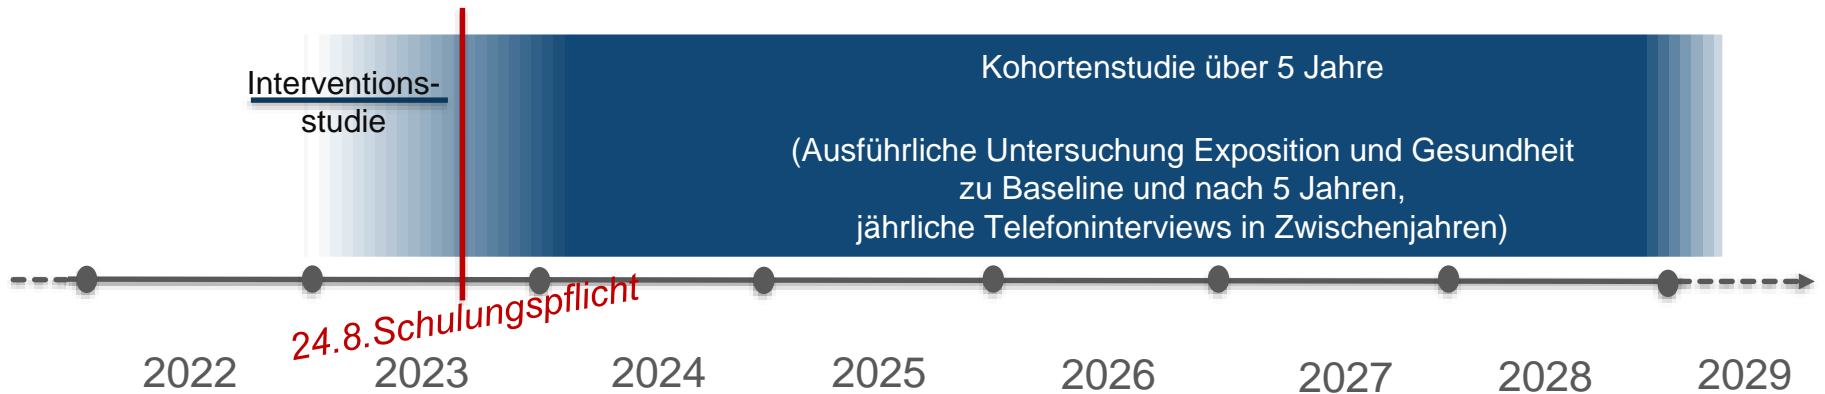 Interventions-
studie
Kohortenstudie über 5 Jahre
(Ausführliche Untersuchung Exposition und Gesundheit
zu Baseline und nach 5 Jahren,
jährliche Telefoninterviews in Zwischenjahren)
24.8.Schulungspflicht
2022 2023 2024 2025 2026 2027 2028 2029